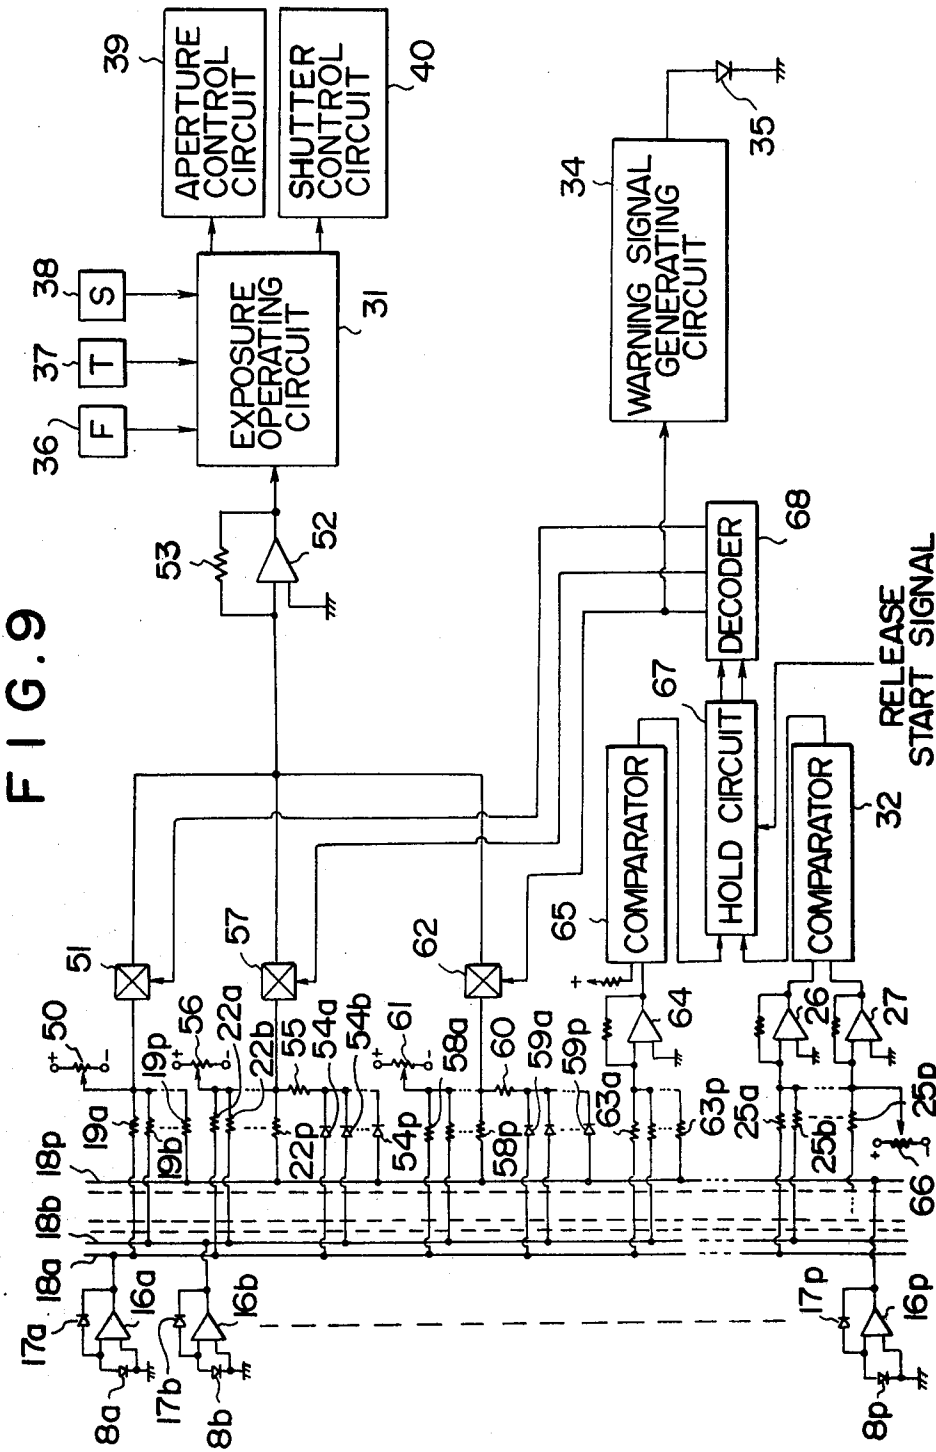 FIG.9
39
APERTURE
CONTROL
CIRCUIT
SHUTTER
CONTROL
CIRCUIT
40
38
S
37
T
36
F
EXPOSURE
OPERATING
CIRCUIT
31
53
52
34
WARNING SIGNAL
GENERATING
CIRCUIT
35
DECODER
68
67
HOLD CIRCUIT
RELEASE
START SIGNAL
65
COMPARATOR
COMPARATOR
32
51
57
62
50
+
-
19a
19b
19p
56
+
-
22a
22b
22p
55
54a
54b
54p
61
+
-
58a
58p
60
59a
59p
+
64
63a
63p
26
27
25a
25b
25p
+
-
66
18p
18b
18a
17a
16a
8a
17b
16b
8b
17p
16p
8p